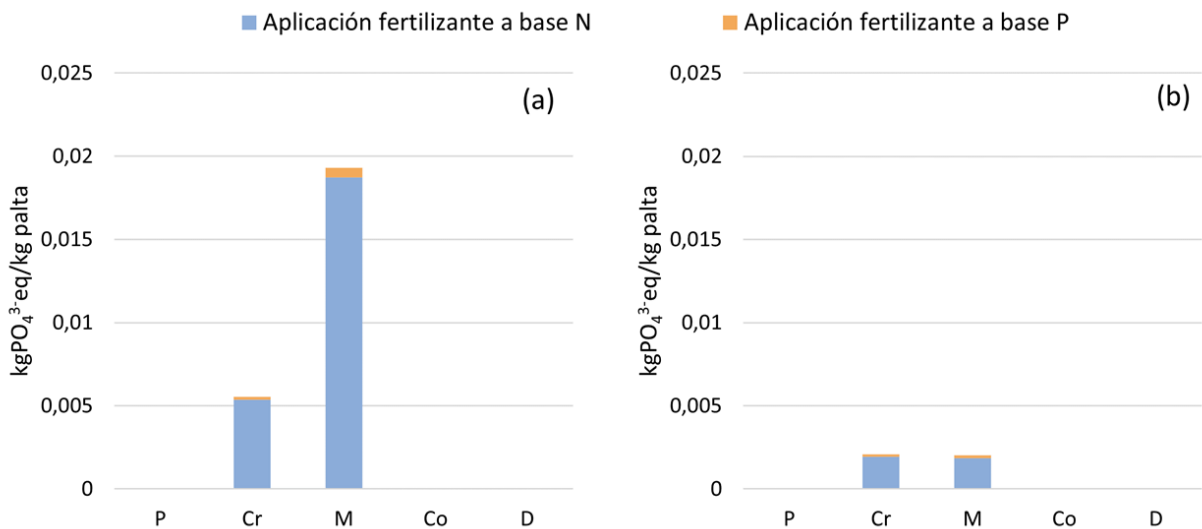 Aplicación fertilizante a base N
Aplicación fertilizante a base P
(a)
kgPO₄³⁻eq/kg palta
0,025
0,02
0,015
0,01
0,005
0
P Cr M Co D
(b)
kgPO₄³⁻eq/kg palta
0,025
0,02
0,015
0,01
0,005
0
P Cr M Co D